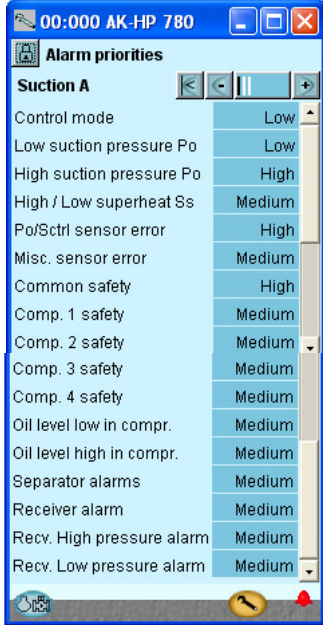 00:000 AK-HP 780
Alarm priorities
Suction A
Control mode Low
Low suction pressure Po Low
High suction pressure Po High
High / Low superheat Ss Medium
Po/Sctrl sensor error High
Misc. sensor error Medium
Common safety High
Comp. 1 safety Medium
Comp. 2 safety Medium
Comp. 3 safety Medium
Comp. 4 safety Medium
Oil level low in compr. Medium
Oil level high in compr. Medium
Separator alarms Medium
Receiver alarm Medium
Recv. High pressure alarm Medium
Recv. Low pressure alarm Medium